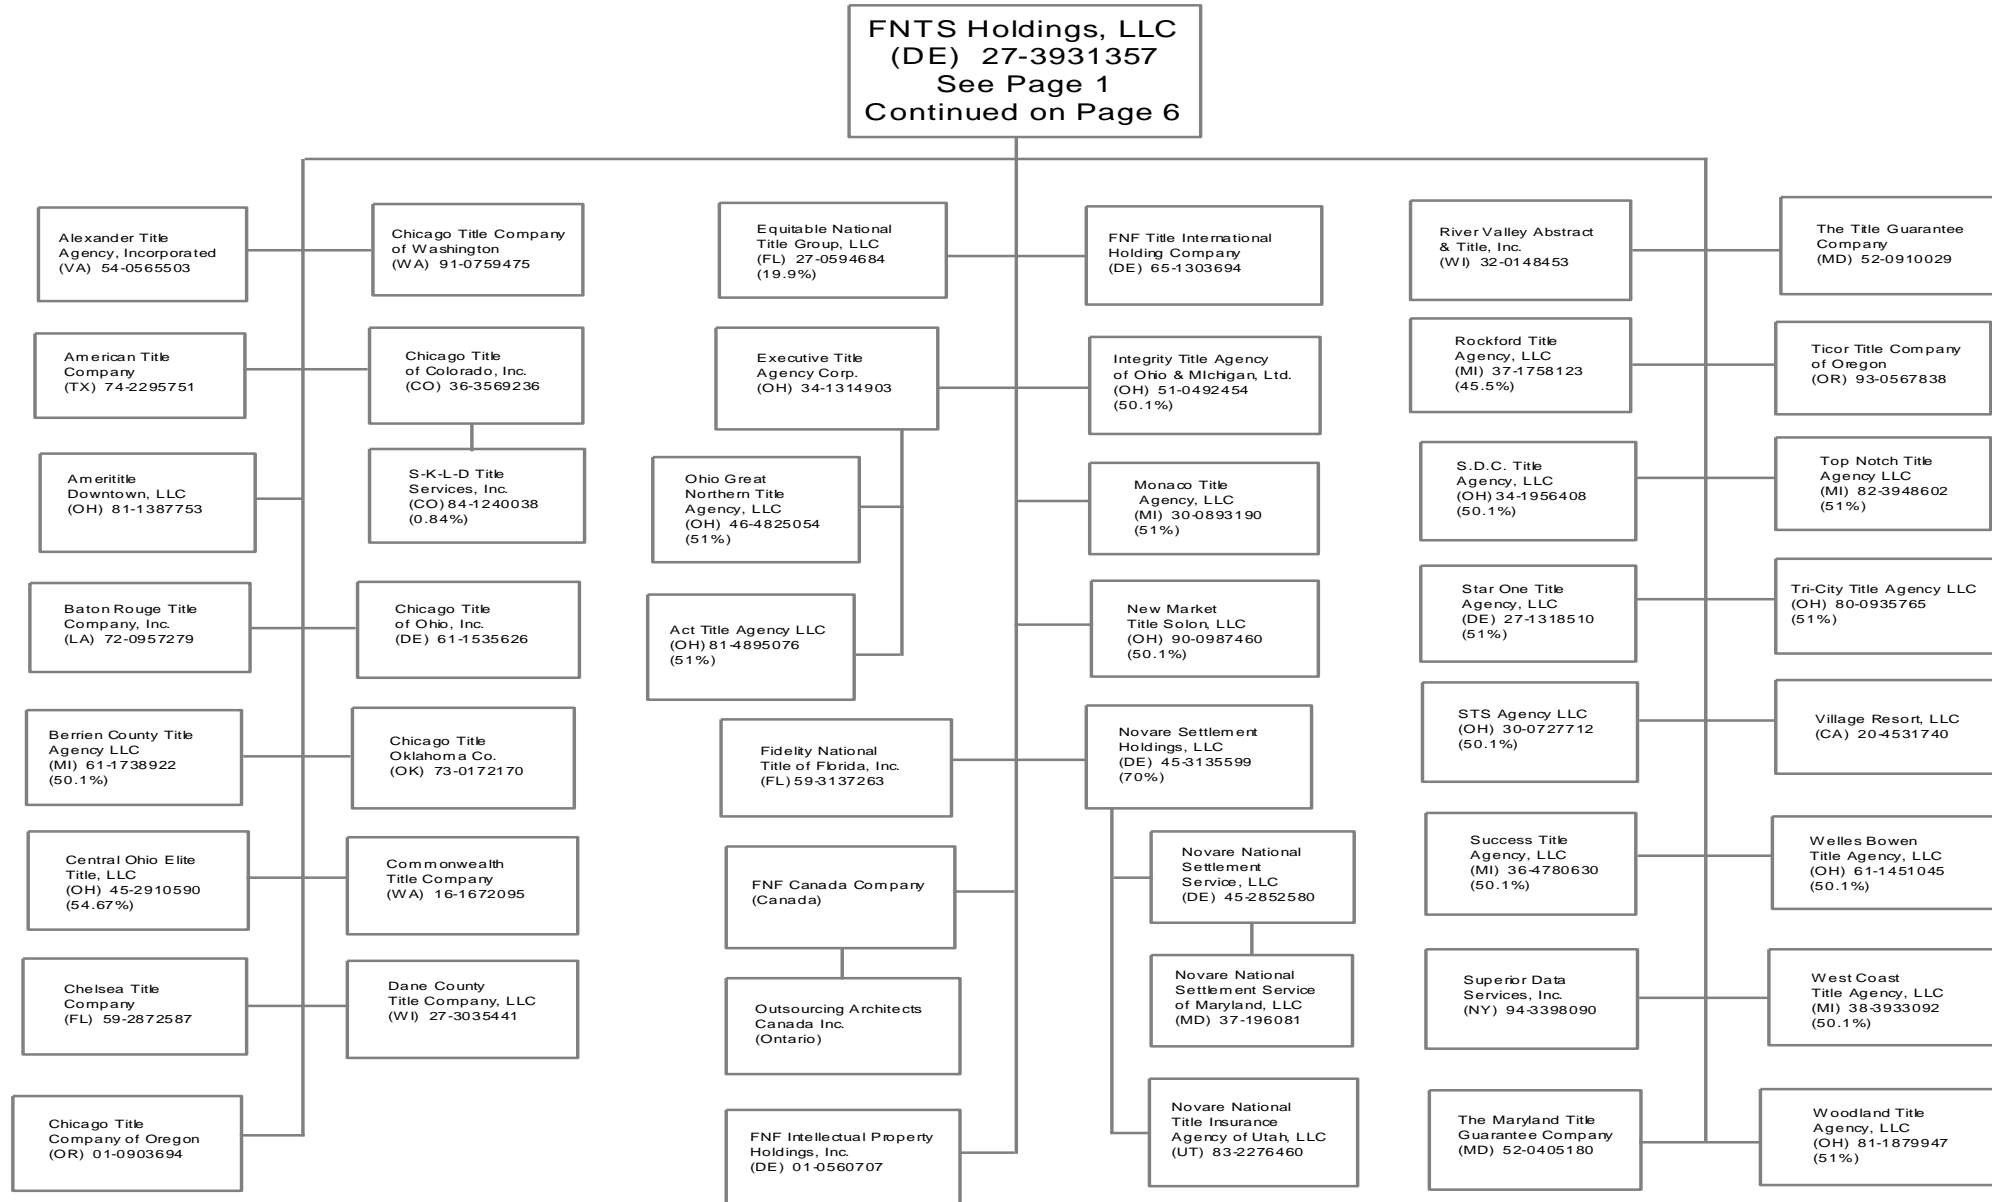 FNTS Holdings, LLC
(DE) 27-3931357
See Page 1
Continued on Page 6
Alexander Title
Agency, Incorporated
(VA) 54-0565503
Chicago Title Company
of Washington
(WA) 91-0759475
American Title
Company
(TX) 74-2295751
Chicago Title
of Colorado, Inc.
(CO) 36-3569236
Amerititle
Downtown, LLC
(OH) 81-1387753
S-K-L-D Title
Services, Inc.
(CO) 84-1240038
(0.84%)
Baton Rouge Title
Company, Inc.
(LA) 72-0957279
Chicago Title
of Ohio, Inc.
(DE) 61-1535626
Berrien County Title
Agency LLC
(MI) 61-1738922
(50.1%)
Chicago Title
Oklahoma Co.
(OK) 73-0172170
Central Ohio Elite
Title, LLC
(OH) 45-2910590
(54.67%)
Commonwealth
Title Company
(WA) 16-1672095
Chelsea Title
Company
(FL) 59-2872587
Dane County
Title Company, LLC
(WI) 27-3035441
Chicago Title
Company of Oregon
(OR) 01-0903694
Equitable National
Title Group, LLC
(FL) 27-0594684
(19.9%)
FNF Title International
Holding Company
(DE) 65-1303694
Executive Title
Agency Corp.
(OH) 34-1314903
Integrity Title Agency
of Ohio & MIchigan, Ltd.
(OH) 51-0492454
(50.1%)
Ohio Great
Northern Title
Agency, LLC
(OH) 46-4825054
(51%)
Monaco Title
Agency, LLC
(MI) 30-0893190
(51%)
Act Title Agency LLC
(OH) 81-4895076
(51%)
New Market
Title Solon, LLC
(OH) 90-0987460
(50.1%)
Fidelity National
Title of Florida, Inc.
(FL) 59-3137263
Novare Settlement
Holdings, LLC
(DE) 45-3135599
(70%)
FNF Canada Company
(Canada)
Novare National
Settlement
Service, LLC
(DE) 45-2852580
Outsourcing Architects
Canada Inc.
(Ontario)
Novare National
Settlement Service
of Maryland, LLC
(MD) 37-196081
FNF Intellectual Property
Holdings, Inc.
(DE) 01-0560707
Novare National
Title Insurance
Agency of Utah, LLC
(UT) 83-2276460
River Valley Abstract
& Title, Inc.
(WI) 32-0148453
The Title Guarantee
Company
(MD) 52-0910029
Rockford Title
Agency, LLC
(MI) 37-1758123
(45.5%)
Ticor Title Company
of Oregon
(OR) 93-0567838
S.D.C. Title
Agency, LLC
(OH) 34-1956408
(50.1%)
Top Notch Title
Agency LLC
(MI) 82-3948602
(51%)
Star One Title
Agency, LLC
(DE) 27-1318510
(51%)
Tri-City Title Agency LLC
(OH) 80-0935765
(51%)
STS Agency LLC
(OH) 30-0727712
(50.1%)
Village Resort, LLC
(CA) 20-4531740
Success Title
Agency, LLC
(MI) 36-4780630
(50.1%)
Welles Bowen
Title Agency, LLC
(OH) 61-1451045
(50.1%)
Superior Data
Services, Inc.
(NY) 94-3398090
West Coast
Title Agency, LLC
(MI) 38-3933092
(50.1%)
The Maryland Title
Guarantee Company
(MD) 52-0405180
Woodland Title
Agency, LLC
(OH) 81-1879947
(51%)